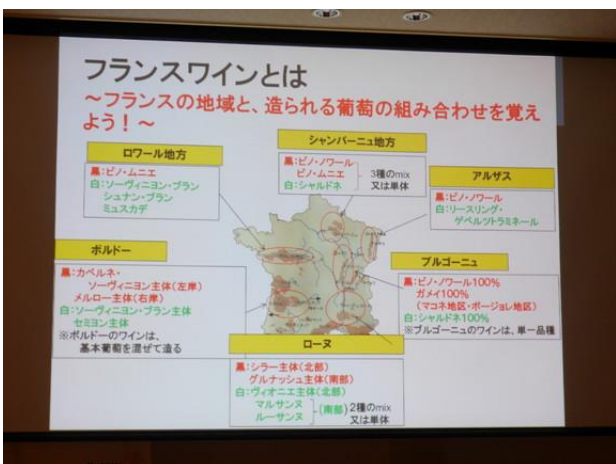 フランスワインとは
～フランスの地域と、造られる葡萄の組み合わせを覚え
よう！～
ロワール地方
黒：ピノ・ムニエ
白：ソーヴィニヨン・ブラン
シュナン・ブラン
ミュスカデ
シャンパーニュ地方
黒：ピノ・ノワール
ピノ・ムニエ
白：シャルドネ
3種のmix
又は単体
アルザス
黒：ピノ・ノワール
白：リースリング・
ゲベルツトラミネール
ボルドー
黒：カベルネ・
ソーヴィニヨン主体（左岸）
メルロー主体（右岸）
白：ソーヴィニヨン・ブラン主体
セミヨン主体
※ボルドーのワインは、
基本葡萄を混ぜて造る
ブルゴーニュ
黒：ピノ・ノワール100％
ガメイ100％
（マコネ地区・ボージョレ地区）
白：シャルドネ100％
※ブルゴーニュのワインは、単一品種
ローヌ
黒：シラー主体（北部）
グルナッシュ主体（南部）
白：ヴィオニエ主体（北部）
マルサンヌ
ルーサンヌ
（南部）
2種のmix
又は単体